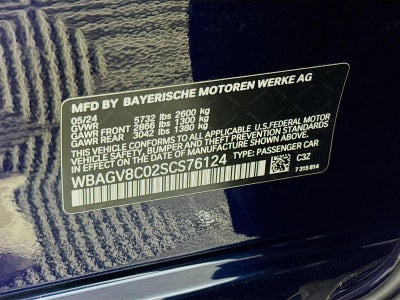 MFD BY BAYERISCHE MOTOREN WERKE AG
05/24
GVWR 5732 lbs 2600 kg
GAWR FRONT 2866 lbs 1300 kg
GAWR REAR 3042 lbs 1380 kg
THIS VEHICLE CONFORMS TO ALL APPLICABLE U.S. FEDERAL MOTOR
VEHICLE SAFETY, BUMPER, AND THEFT PREVENTION STANDARDS
IN EFFECT ON THE DATE OF MANUFACTURE SHOWN ABOVE.
WBAGV8C02SCS76124 TYPE: PASSENGER CAR
C3Z
7 315 814